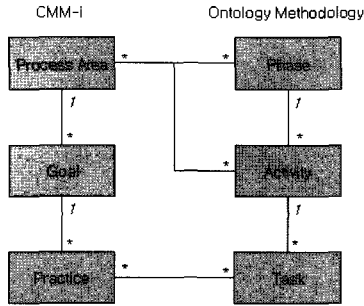 CMM-i Ontology Methodology
Process Area * * Phase
1 1
* * *
Goal Activity
1 1
* *
Practice * * Task